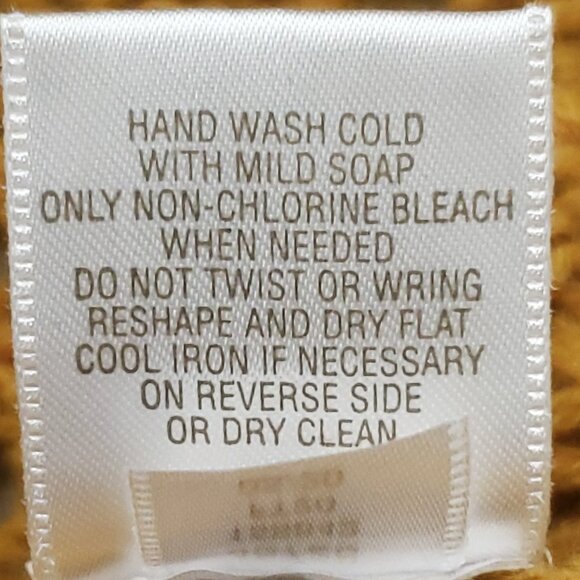 HAND WASH COLD
WITH MILD SOAP
ONLY NON-CHLORINE BLEACH
WHEN NEEDED
DO NOT TWIST OR WRING
RESHAPE AND DRY FLAT
COOL IRON IF NECESSARY
ON REVERSE SIDE
OR DRY CLEAN